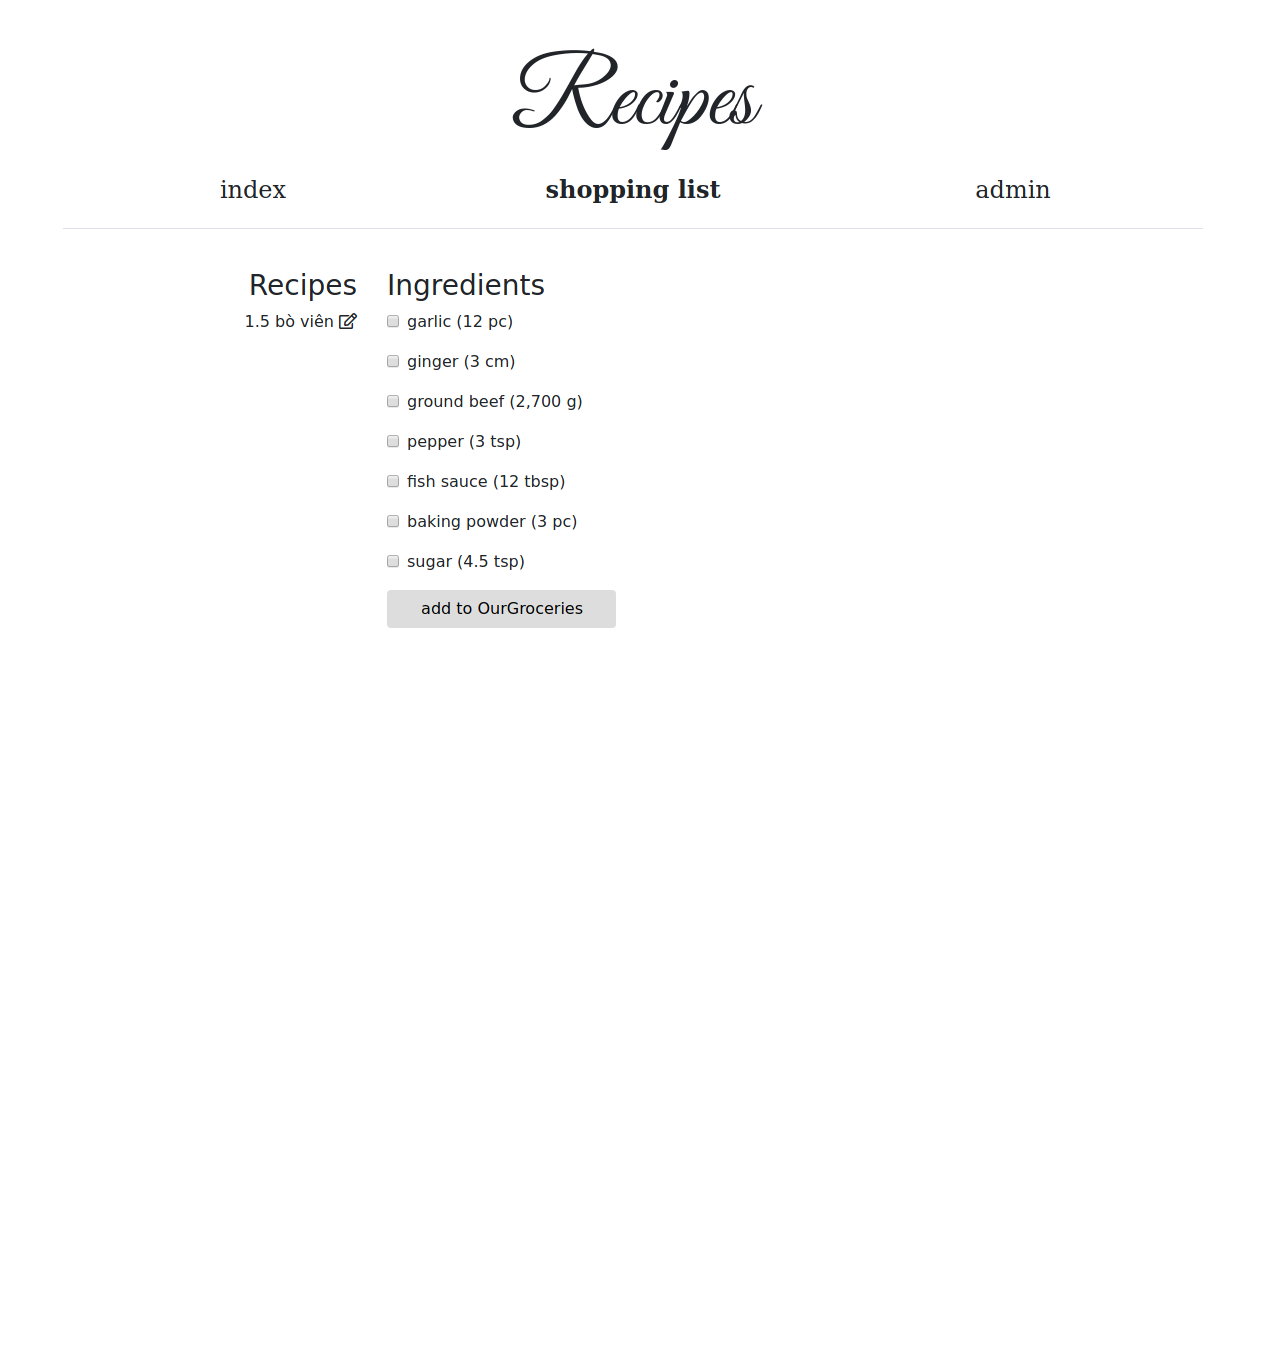 Recipes
index shopping list admin
Recipes
1.5 bò viên
Ingredients
garlic (12 pc)
ginger (3 cm)
ground beef (2,700 g)
pepper (3 tsp)
fish sauce (12 tbsp)
baking powder (3 pc)
sugar (4.5 tsp)
add to OurGroceries